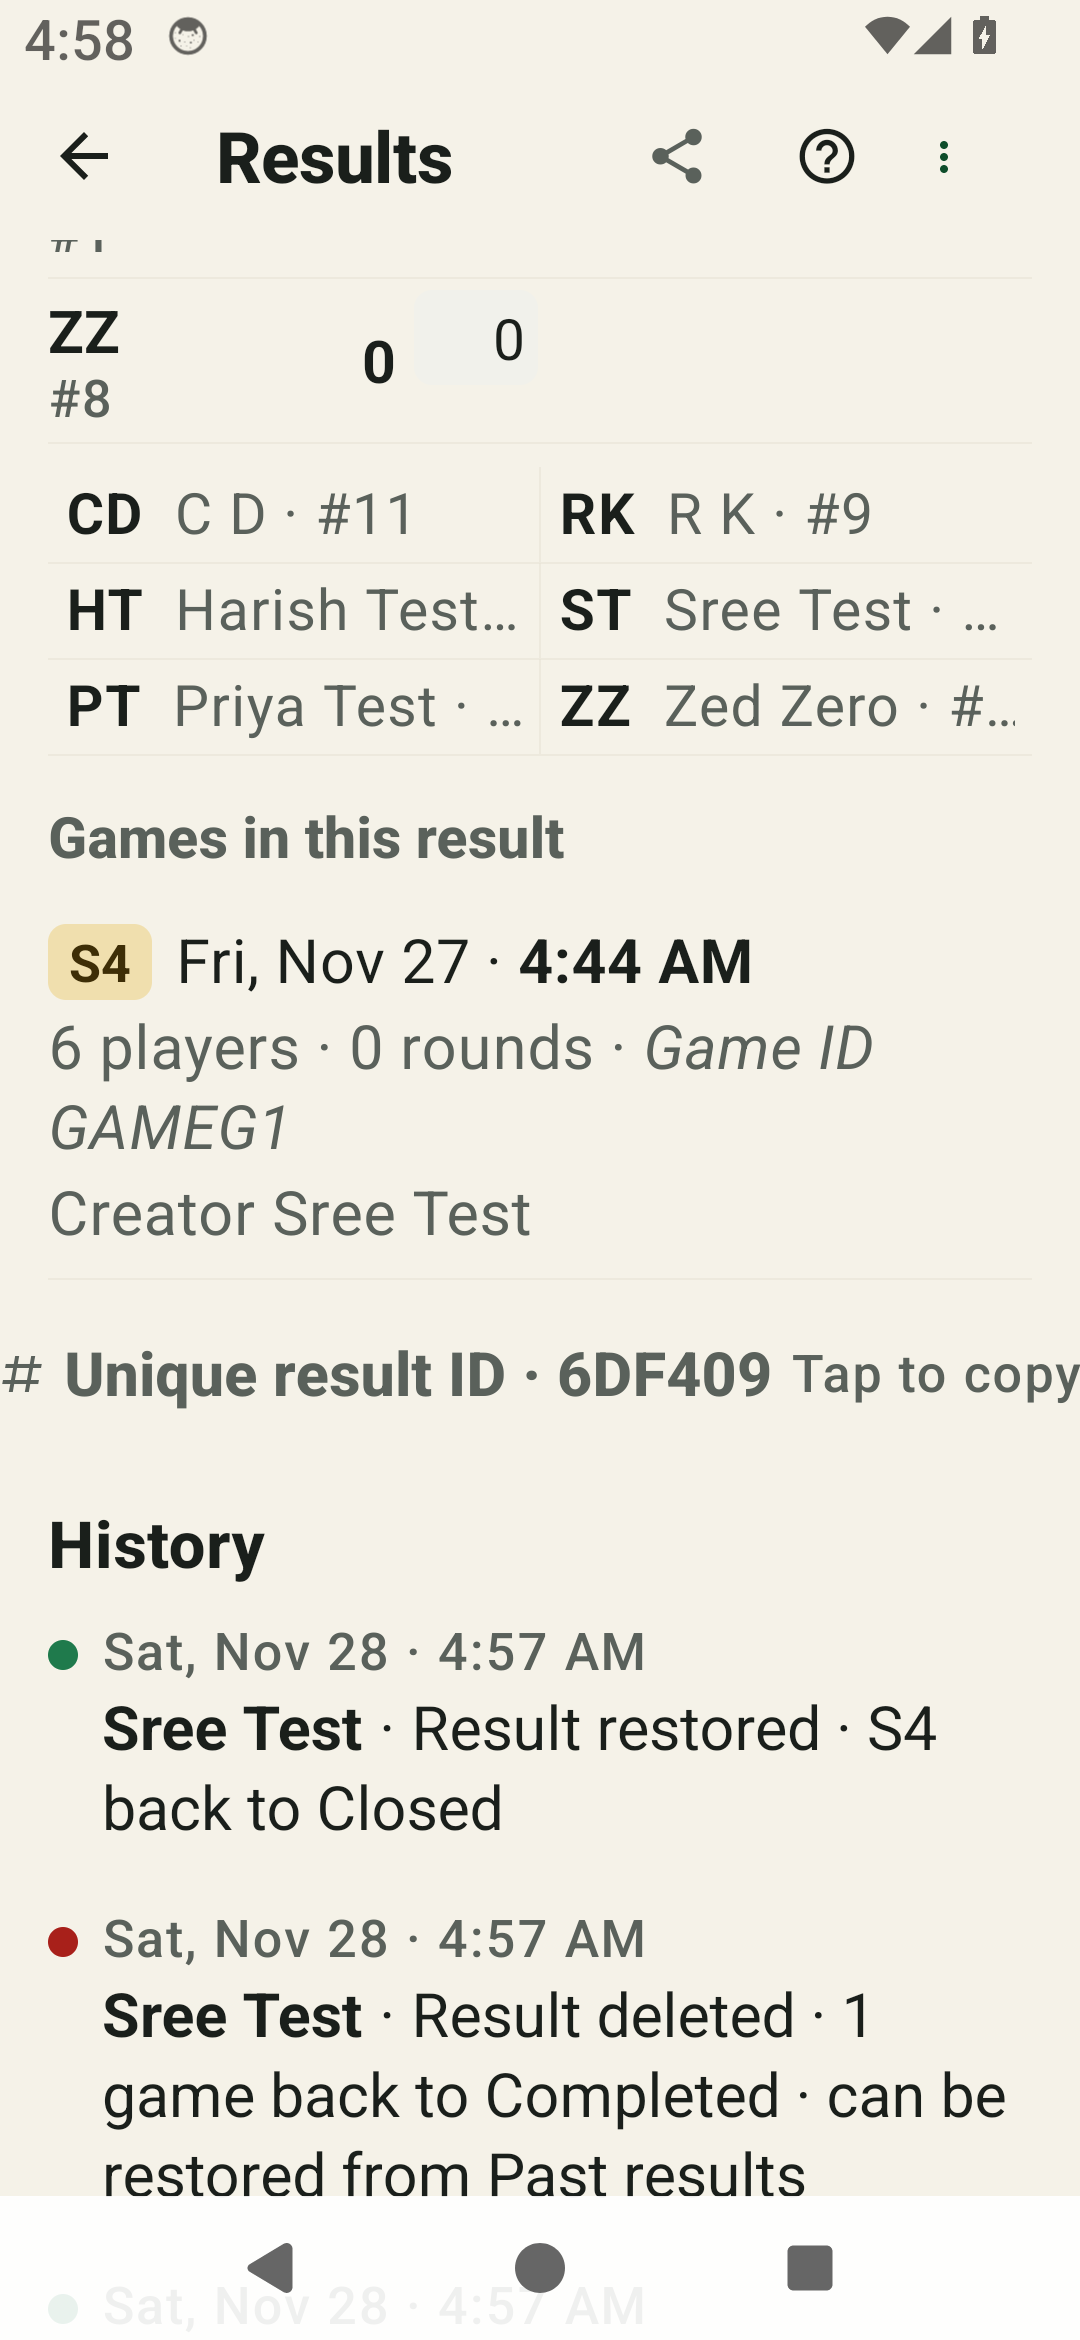 4:58
Results
ZZ 0 0
#8
CD C D · #11 RK R K · #9
HT Harish Test… ST Sree Test · …
PT Priya Test · … ZZ Zed Zero · #…
Games in this result
S4 Fri, Nov 27 · 4:44 AM
6 players · 0 rounds · Game ID
GAMEG1
Creator Sree Test
# Unique result ID · 6DF409 Tap to copy
History
Sat, Nov 28 · 4:57 AM
Sree Test · Result restored · S4
back to Closed
Sat, Nov 28 · 4:57 AM
Sree Test · Result deleted · 1
game back to Completed · can be
restored from Past results
Sat, Nov 28 · 4:57 AM